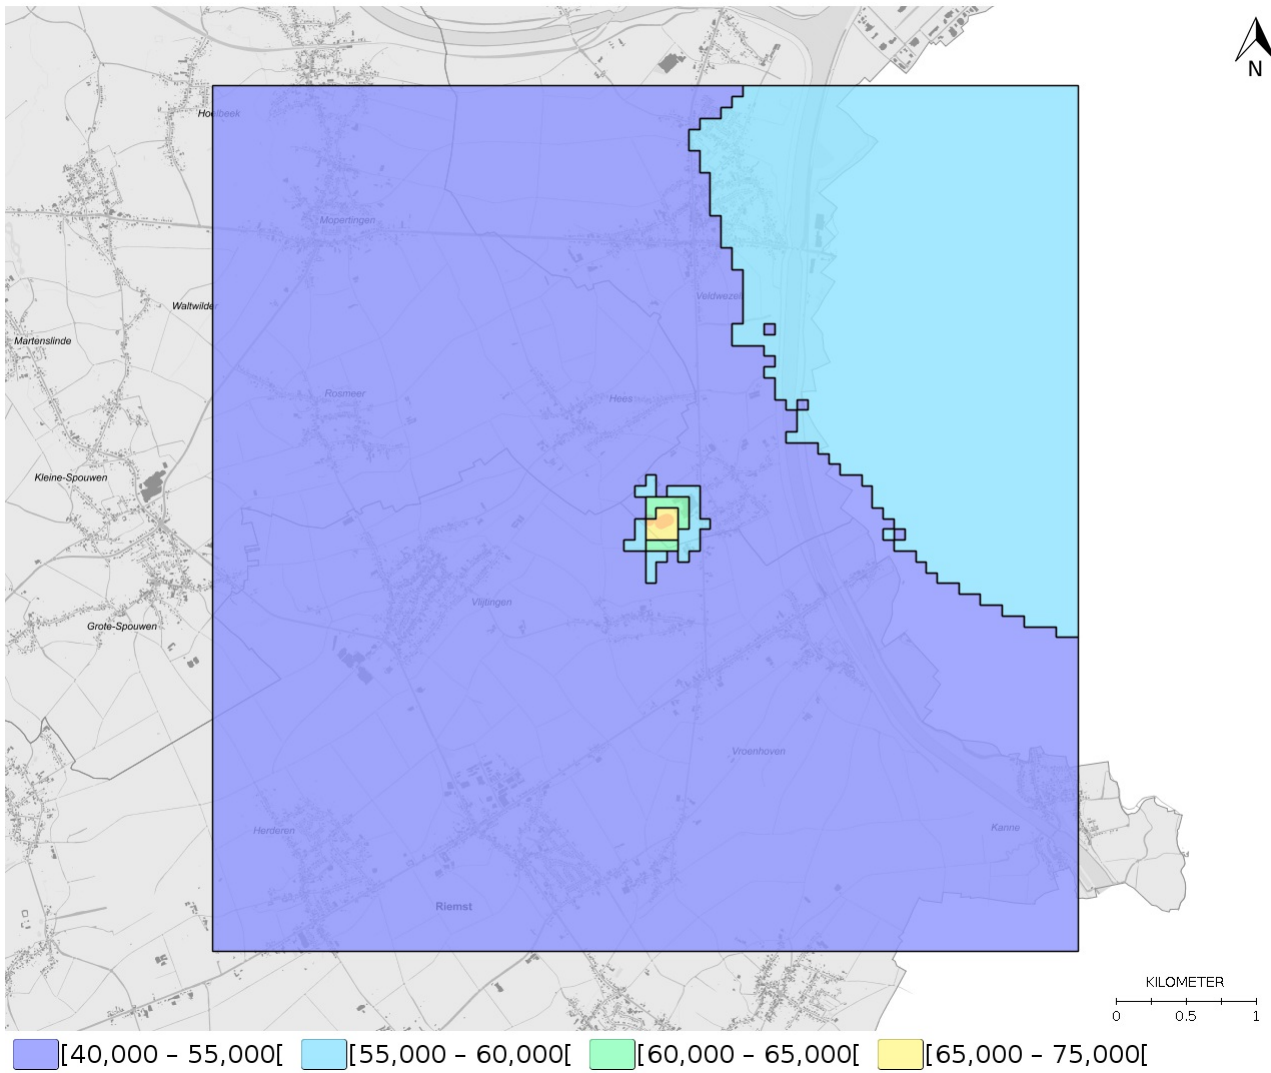 N
Hoelbeek
Mopertingen
Waltwilder
Veldwezelt
Martenslinde
Rosmeer
Hees
Kleine-Spouwen
Vlijtingen
Grote-Spouwen
Vroenhoven
Herderen
Kanne
Riemst
KILOMETER
0 0.5 1
[40,000 – 55,000[ [55,000 – 60,000[ [60,000 – 65,000[ [65,000 – 75,000[